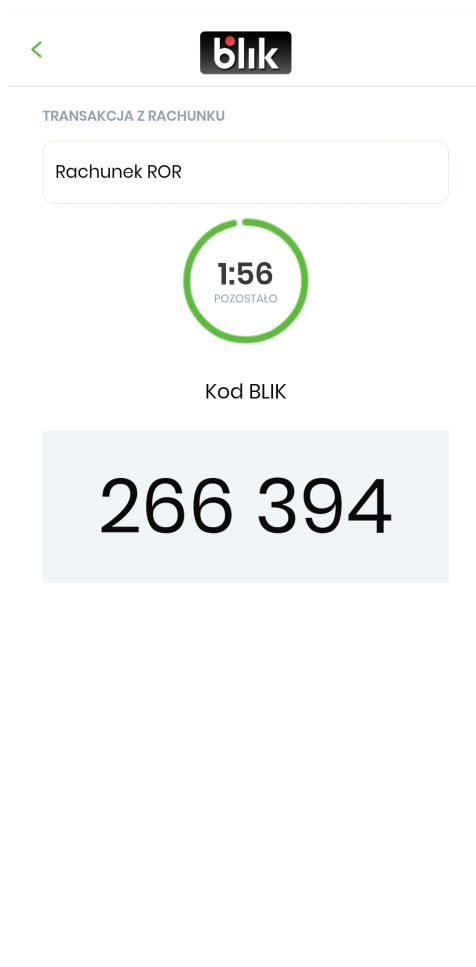 blik
TRANSAKCJA Z RACHUNKU
Rachunek ROR
1:56
POZOSTAŁO
Kod BLIK
266 394